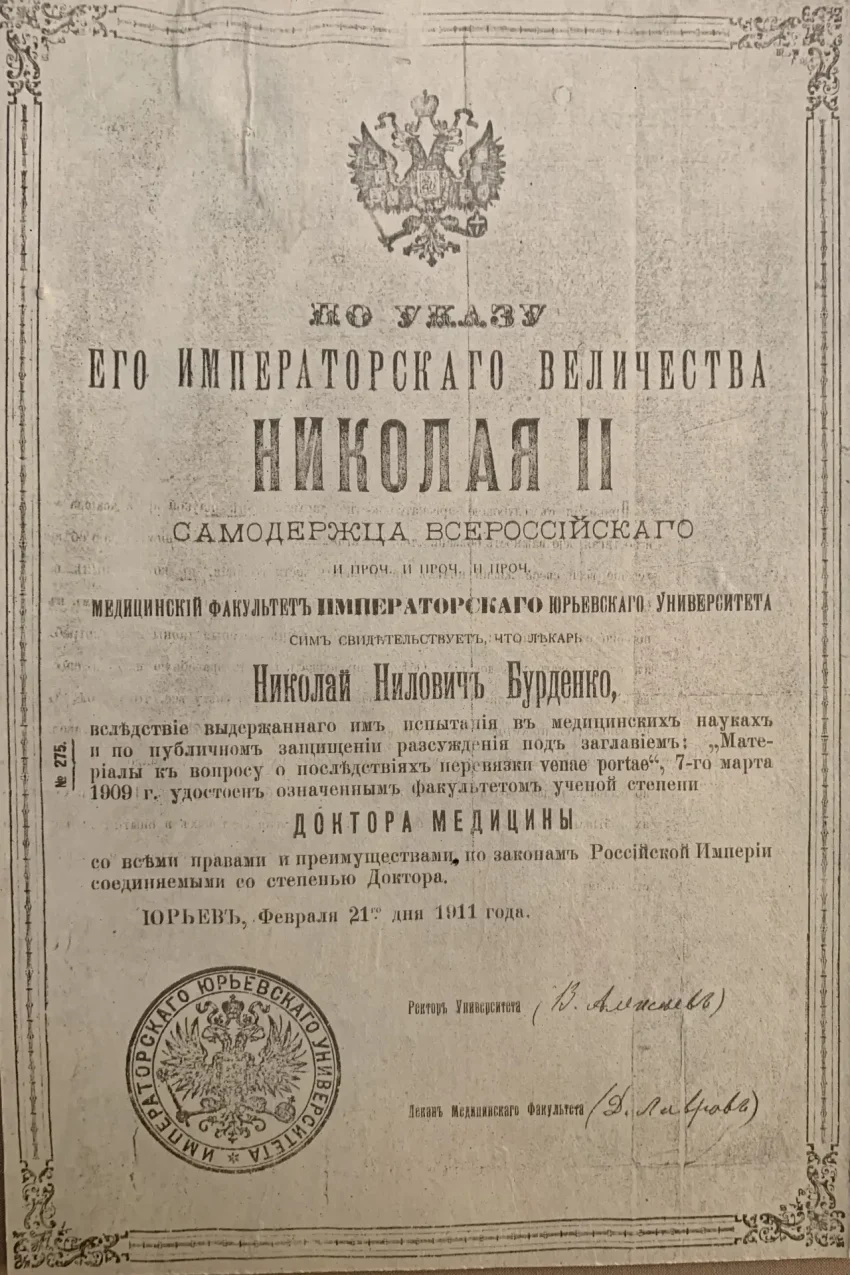 ПО УКАЗУ
ЕГО ИМПЕРАТОРСКАГО ВЕЛИЧЕСТВА
НИКОЛАЯ II
САМОДЕРЖЦА ВСЕРОССІЙСКАГО
И ПРОЧ. И ПРОЧ. И ПРОЧ.
МЕДИЦИНСКІЙ ФАКУЛЬТЕТЪ ИМПЕРАТОРСКАГО ЮРЬЕВСКАГО УНИВЕРСИТЕТА
СИМЪ СВИДѢТЕЛЬСТВУЕТЪ, ЧТО ЛѢКАРЬ
Николай Ниловичъ Бурденко,
вслѣдствіе выдержаннаго имъ испытанія въ медицинскихъ наукахъ
и по публичномъ защищеніи разсужденія подъ заглавіемъ: „Мате-
ріалы къ вопросу о послѣдствіяхъ перевязки venae portae“, 7-го марта
1909 г. удостоенъ означеннымъ факультетомъ ученой степени
ДОКТОРА МЕДИЦИНЫ
со всѣми правами и преимуществами, по законамъ Россійской Имперіи
соединяемыми со степенью Доктора.
ЮРЬЕВЪ, Февраля 21го дня 1911 года.
№ 275.
Ректоръ Университета (В. Алексѣевъ)
Деканъ Медицинскаго Факультета (Д. Лавровъ)
ИМПЕРАТОРСКАГО ЮРЬЕВСКАГО УНИВЕРСИТЕТА